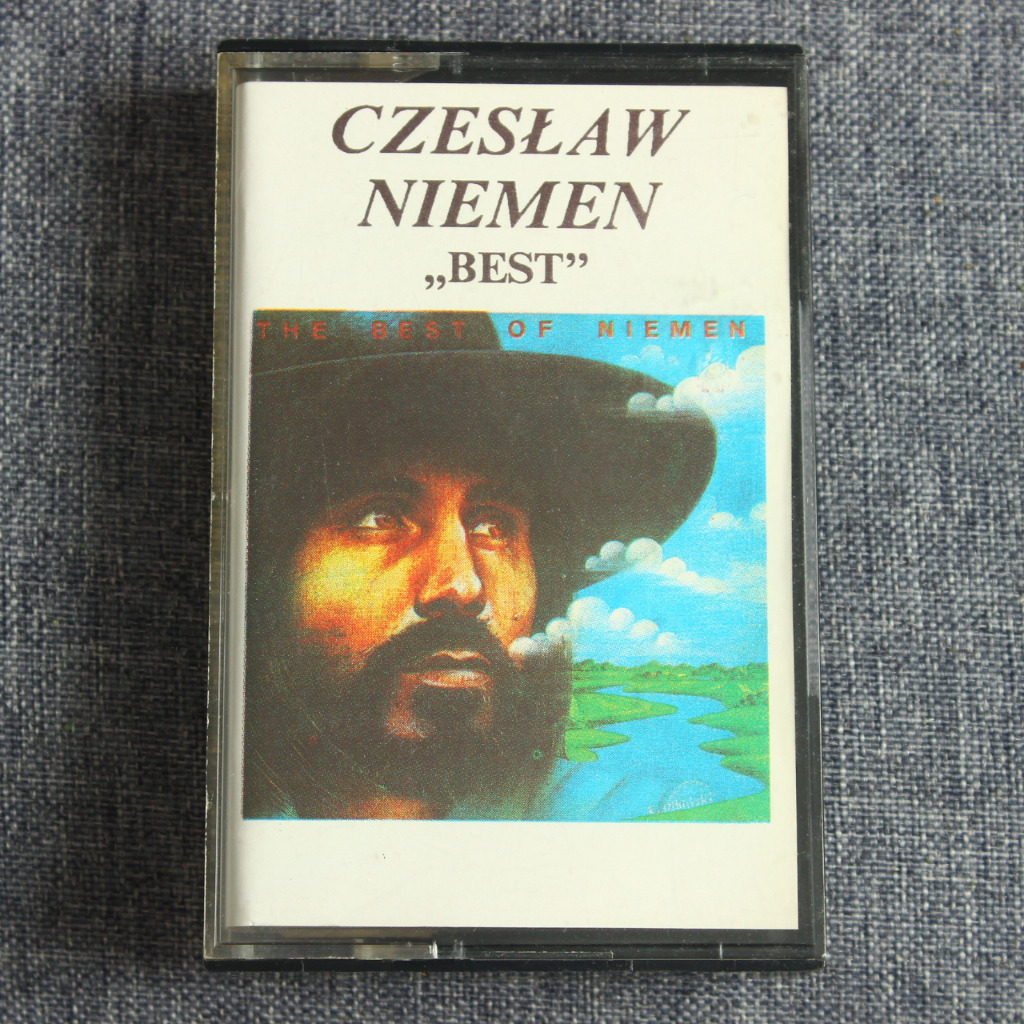 CZESŁAW
NIEMEN
„BEST”
THE BEST OF NIEMEN